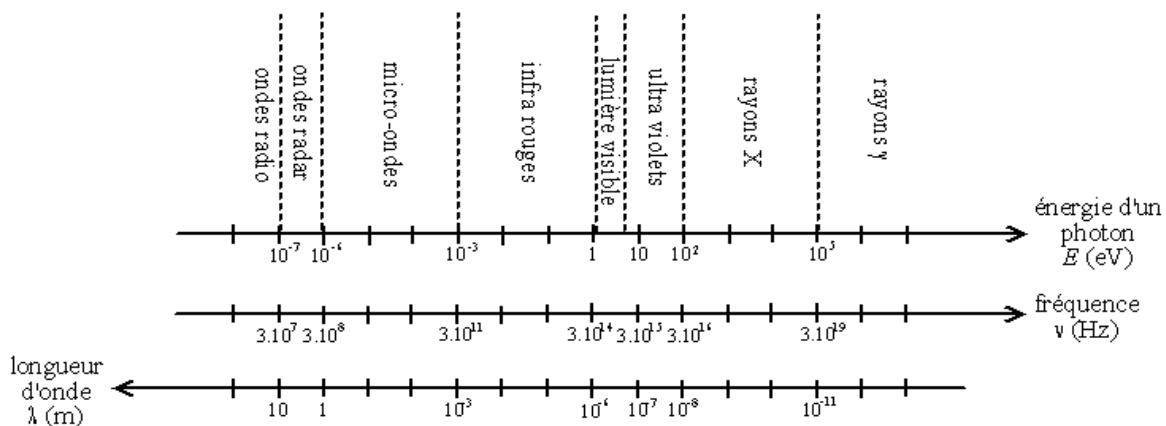 ondes radio
ondes radar
micro-ondes
infra rouges
lumière visible
ultra violets
rayons X
rayons γ
énergie d'un
photon
E (eV)
10⁻⁷ 10⁻⁶ 10⁻³ 1 10 10² 10⁵
fréquence
ν (Hz)
3.10⁷ 3.10⁸ 3.10¹¹ 3.10¹⁴ 3.10¹⁵ 3.10¹⁶ 3.10¹⁹
longueur
d'onde
λ (m)
10 1 10⁻³ 10⁻⁶ 10⁻⁷ 10⁻⁸ 10⁻¹¹